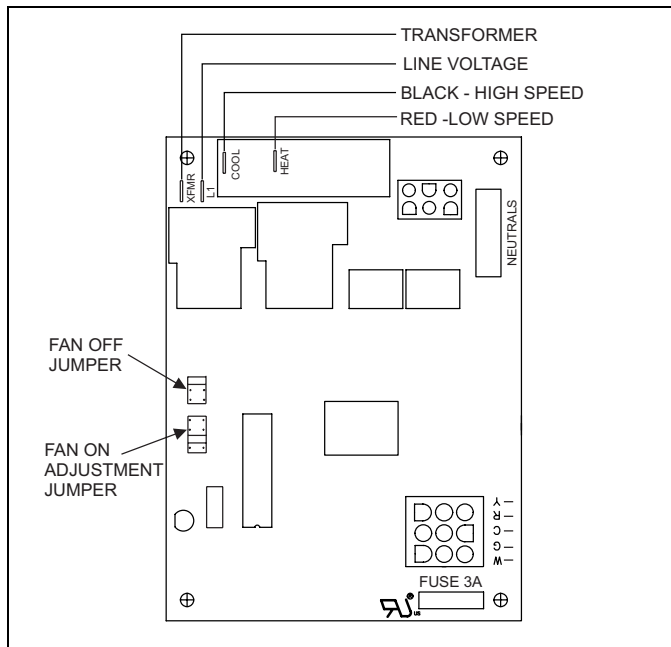 TRANSFORMER
LINE VOLTAGE
BLACK - HIGH SPEED
RED -LOW SPEED
COOL
HEAT
XFMR
L1
NEUTRALS
FAN OFF
JUMPER
FAN ON
ADJUSTMENT
JUMPER
Y
R
C
G
W
FUSE 3A
US